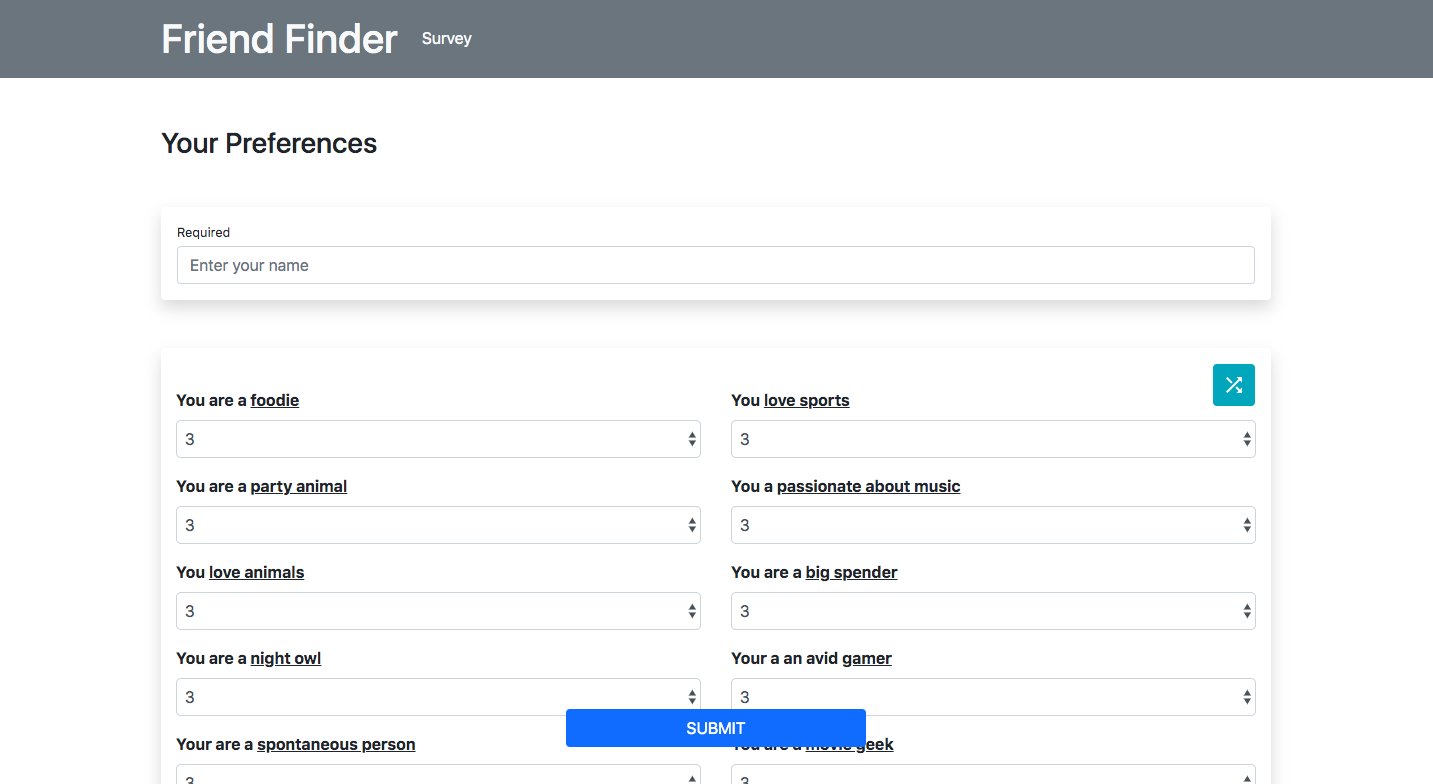 Friend Finder Survey
Your Preferences
Required
Enter your name
You are a foodie
You love sports
3
3
You are a party animal
You a passionate about music
3
3
You love animals
You are a big spender
3
3
You are a night owl
Your a an avid gamer
3
3
SUBMIT
Your are a spontaneous person
You are a movie geek
3
3